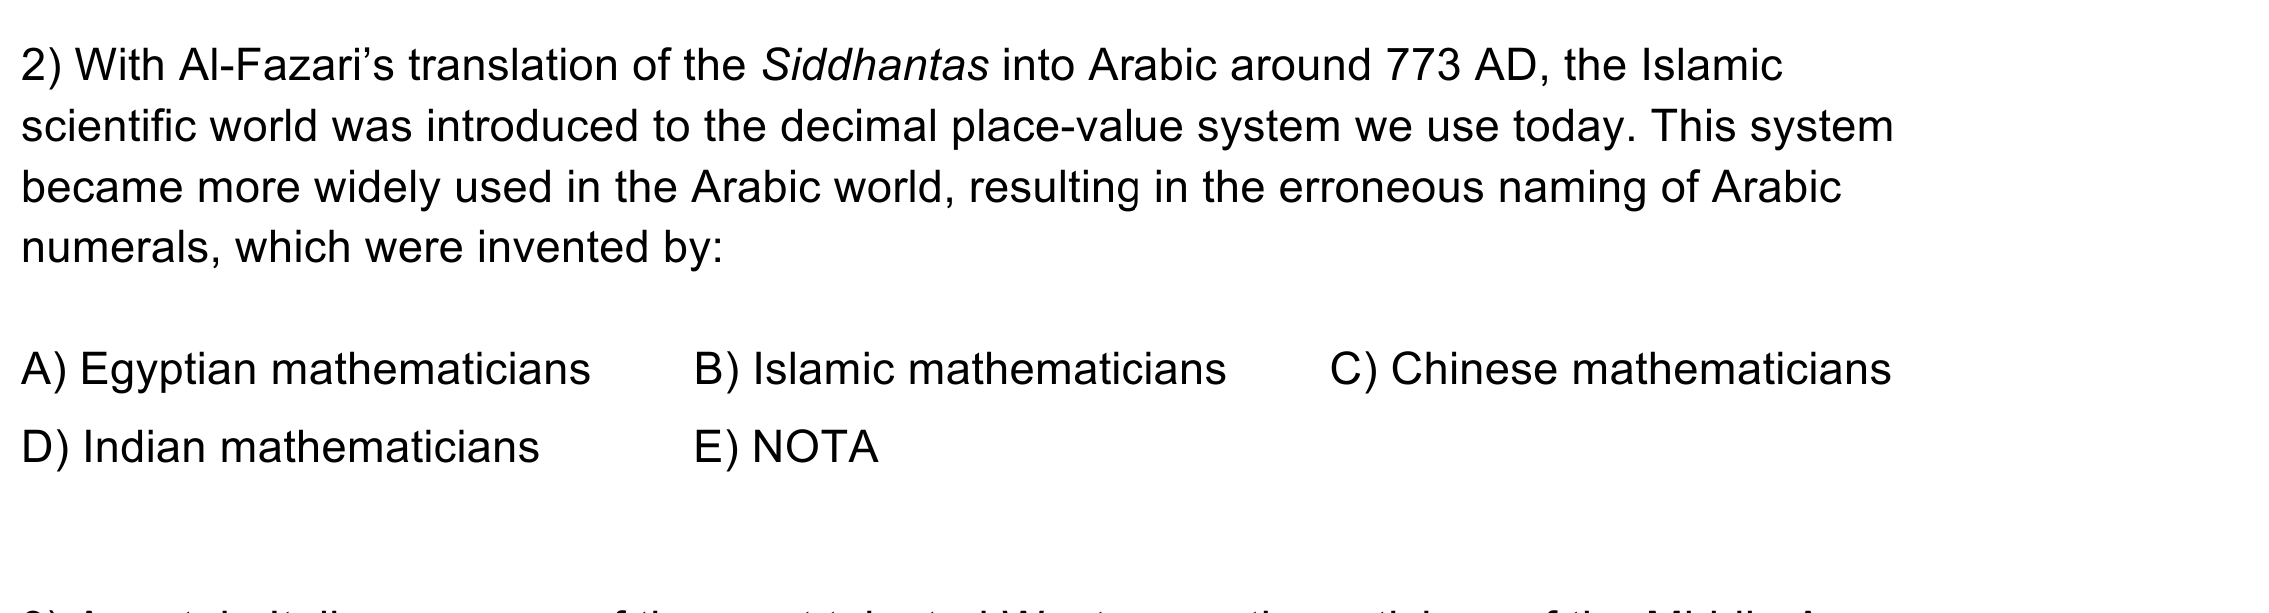 2) With Al-Fazari’s translation of the Siddhantas into Arabic around 773 AD, the Islamic
scientific world was introduced to the decimal place-value system we use today. This system
became more widely used in the Arabic world, resulting in the erroneous naming of Arabic
numerals, which were invented by:
A) Egyptian mathematicians B) Islamic mathematicians C) Chinese mathematicians
D) Indian mathematicians E) NOTA